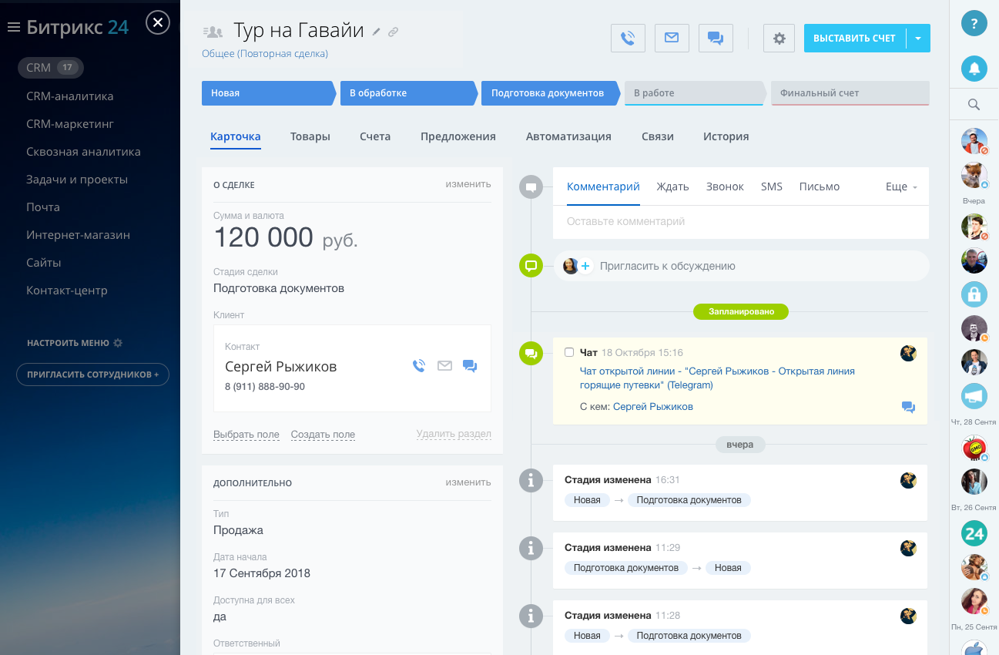 Битрикс 24
CRM 17
CRM-аналитика
CRM-маркетинг
Сквозная аналитика
Задачи и проекты
Почта
Интернет-магазин
Сайты
Контакт-центр
НАСТРОИТЬ МЕНЮ
ПРИГЛАСИТЬ СОТРУДНИКОВ +
Тур на Гавайи
Общее (Повторная сделка)
ВЫСТАВИТЬ СЧЕТ
Новая
В обработке
Подготовка документов
В работе
Финальный счет
Карточка
Товары
Счета
Предложения
Автоматизация
Связи
История
О СДЕЛКЕ
изменить
Сумма и валюта
120 000 руб.
Стадия сделки
Подготовка документов
Клиент
Контакт
Сергей Рыжиков
8 (911) 888-90-90
Выбрать поле
Создать поле
Удалить раздел
ДОПОЛНИТЕЛЬНО
изменить
Тип
Продажа
Дата начала
17 Сентября 2018
Доступна для всех
да
Ответственный
Комментарий
Ждать
Звонок
SMS
Письмо
Еще
Оставьте комментарий
+ Пригласить к обсуждению
Запланировано
Чат 18 Октября 15:16
Чат открытой линии - "Сергей Рыжиков - Открытая линия
горящие путевки" (Telegram)
С кем: Сергей Рыжиков
вчера
Стадия изменена 16:31
Новая → Подготовка документов
Стадия изменена 11:29
Подготовка документов → Новая
Стадия изменена 11:28
Новая → Подготовка документов
?
Вчера
Чт, 28 Сентя
GMO
Вт, 26 Сентя
24
Пн, 25 Сентя